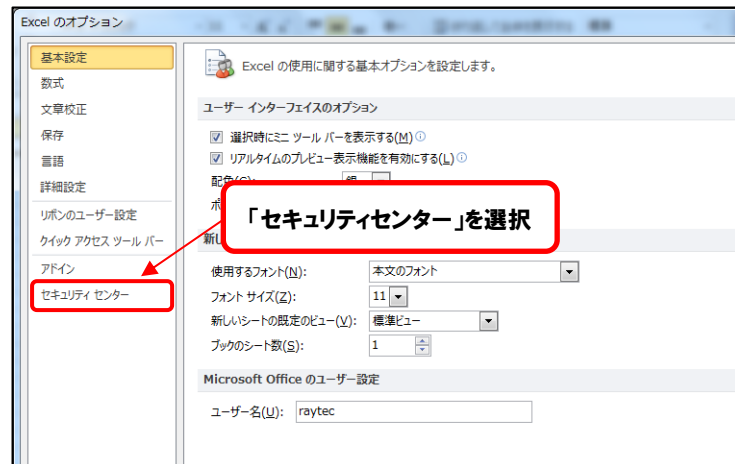 Excel のオプション
基本設定
数式
文章校正
保存
言語
詳細設定
リボンのユーザー設定
クイック アクセス ツール バー
アドイン
セキュリティ センター
Excel の使用に関する基本オプションを設定します。
ユーザー インターフェイスのオプション
選択時にミニ ツール バーを表示する(M)
リアルタイムのプレビュー表示機能を有効にする(L)
「セキュリティセンター」を選択
使用するフォント(N): 本文のフォント
フォント サイズ(Z): 11
新しいシートの既定のビュー(V): 標準ビュー
ブックのシート数(S): 1
Microsoft Office のユーザー設定
ユーザー名(U): raytec